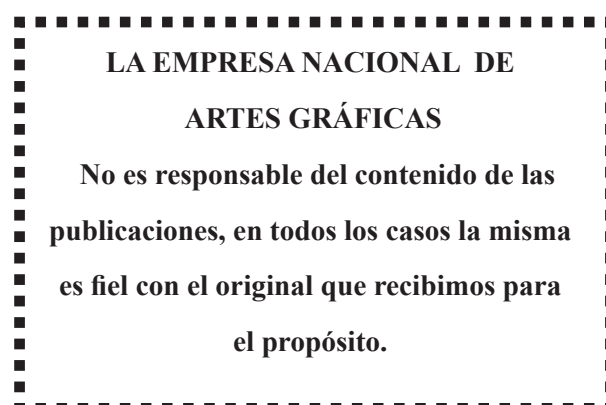 LA EMPRESA NACIONAL DE
ARTES GRÁFICAS
No es responsable del contenido de las
publicaciones, en todos los casos la misma
es fiel con el original que recibimos para
el propósito.